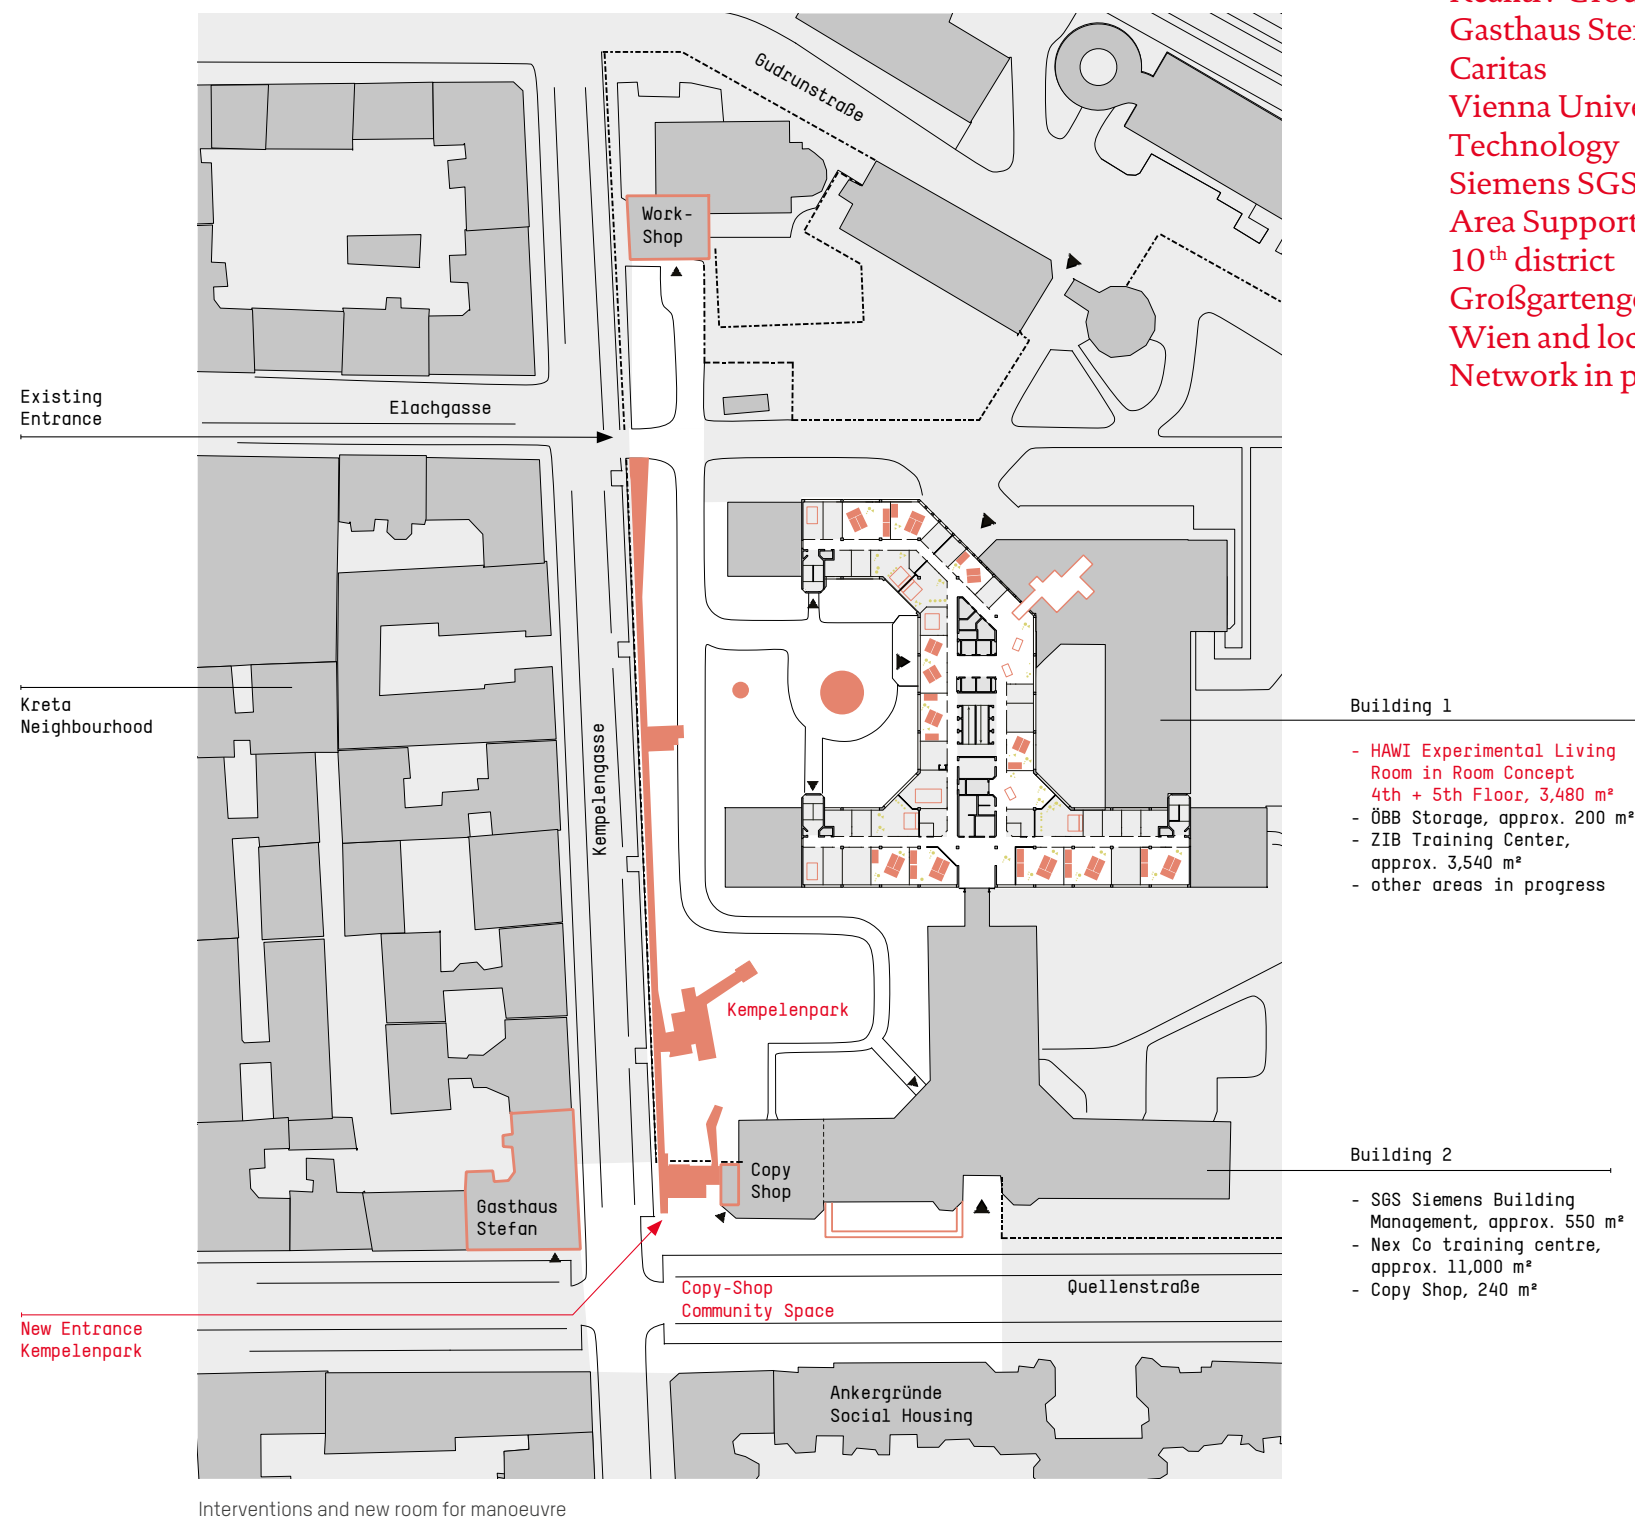 Gasthaus
Caritas
Vienna
Technology
Siemens SGS
Area Support
10th district
Wien and
Network in
Gudrunstraße
Work-
Shop
Existing
Entrance
Elachgasse
Kreta
Neighbourhood
Kempelengasse
Building 1
- HAWI Experimental Living
Room in Room Concept
4th + 5th Floor, 3,480 m²
- ÖBB Storage, approx. 200 m²
- ZIB Training Center,
approx. 3,540 m²
- other areas in progress
Kempelenpark
Copy
Shop
Gasthaus
Stefan
Building 2
- SGS Siemens Building
Management, approx. 550 m²
- Nex Co training centre,
approx. 11,000 m²
- Copy Shop, 240 m²
Copy-Shop
Community Space
Quellenstraße
New Entrance
Kempelenpark
Ankergründe
Social Housing
Interventions and new room for manoeuvre